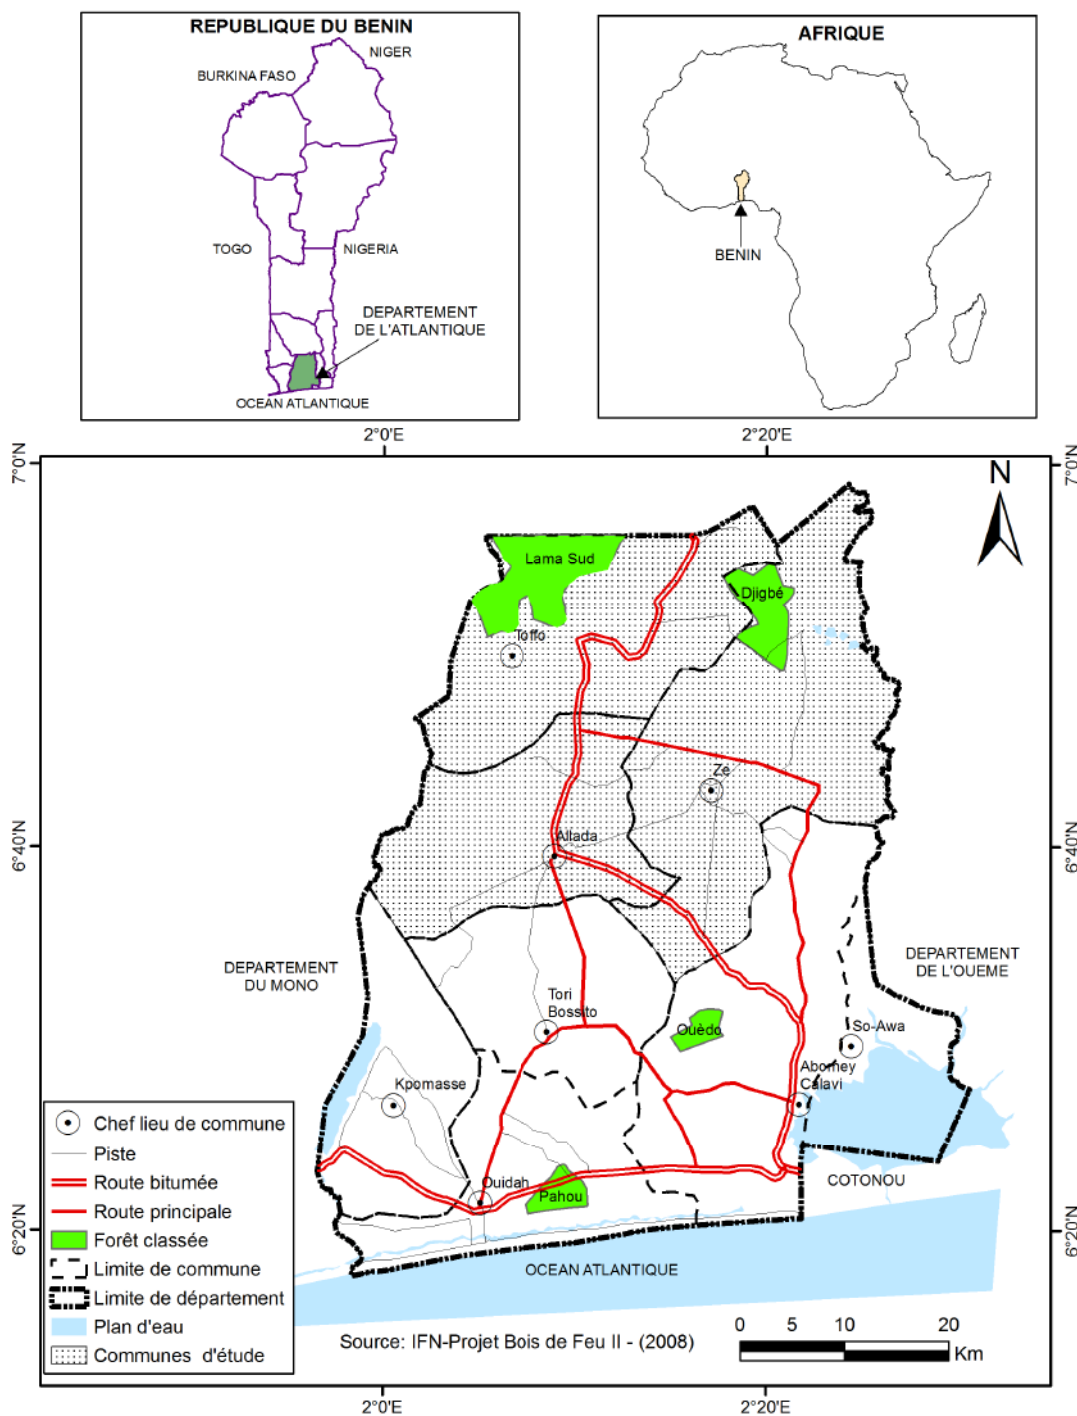 REPUBLIQUE DU BENIN
NIGER
BURKINA FASO
TOGO
NIGERIA
DEPARTEMENT
DE L'ATLANTIQUE
OCEAN ATLANTIQUE
AFRIQUE
BENIN
2°0'E
2°20'E
7°0'N
7°0'N
N
Lama Sud
Djigbé
Toffo
Ze
Allada
6°40'N
6°40'N
DEPARTEMENT
DU MONO
DEPARTEMENT
DE L'OUEME
Tori
Bossito
Ouèdo
So-Awa
Abomey
Calavi
Kpomasse
Ouidah
Pahou
COTONOU
6°20'N
6°20'N
OCEAN ATLANTIQUE
Chef lieu de commune
Piste
Route bitumée
Route principale
Forêt classée
Limite de commune
Limite de département
Plan d'eau
Communes d'étude
Source: IFN-Projet Bois de Feu II - (2008)
0 5 10 20
Km
2°0'E
2°20'E